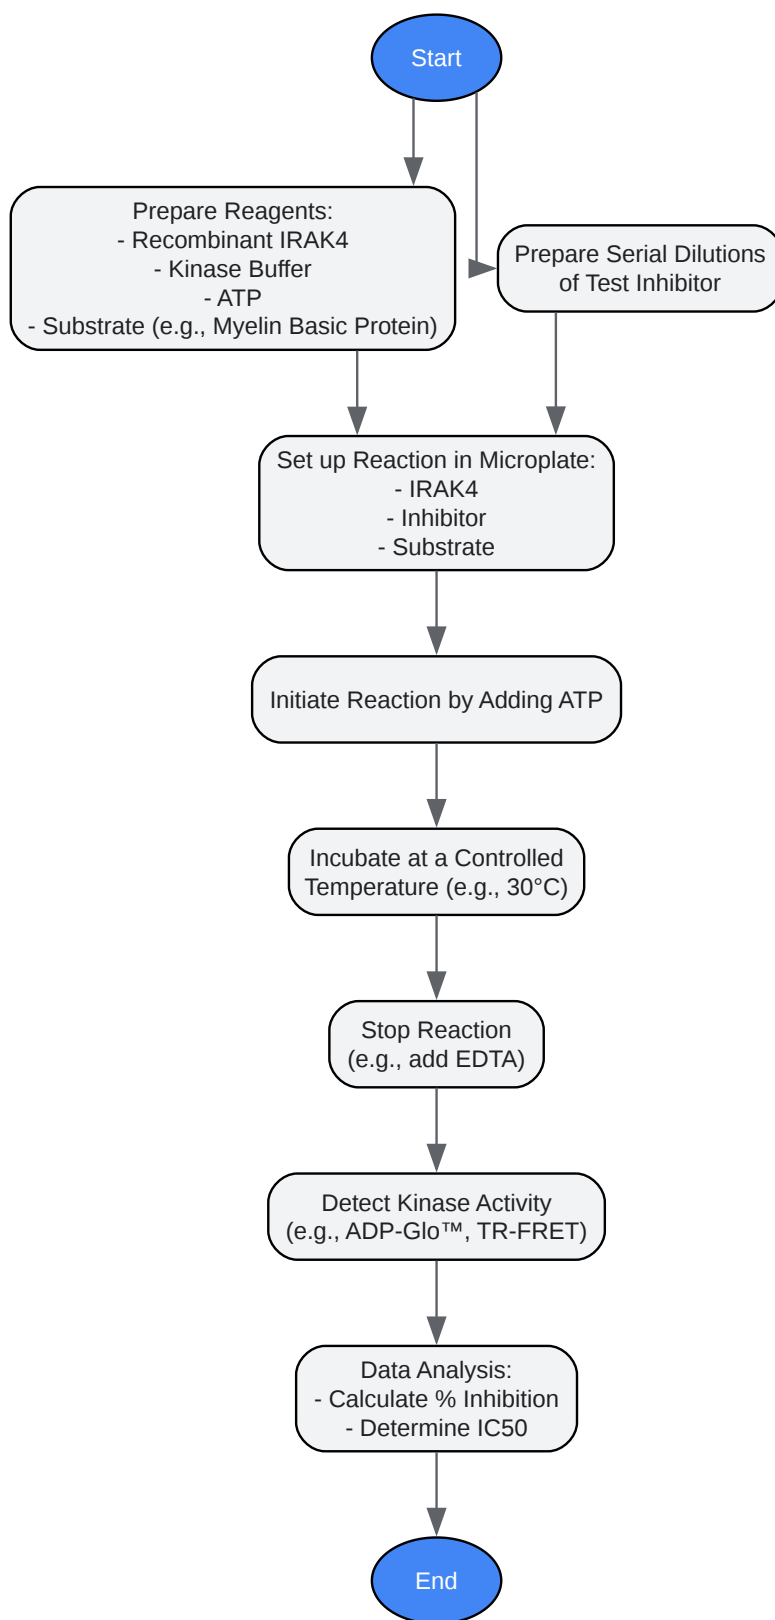 Start
Prepare Reagents:
- Recombinant IRAK4
- Kinase Buffer
- ATP
- Substrate (e.g., Myelin Basic Protein)
Prepare Serial Dilutions
of Test Inhibitor
Set up Reaction in Microplate:
- IRAK4
- Inhibitor
- Substrate
Initiate Reaction by Adding ATP
Incubate at a Controlled
Temperature (e.g., 30°C)
Stop Reaction
(e.g., add EDTA)
Detect Kinase Activity
(e.g., ADP-Glo™, TR-FRET)
Data Analysis:
- Calculate % Inhibition
- Determine IC50
End